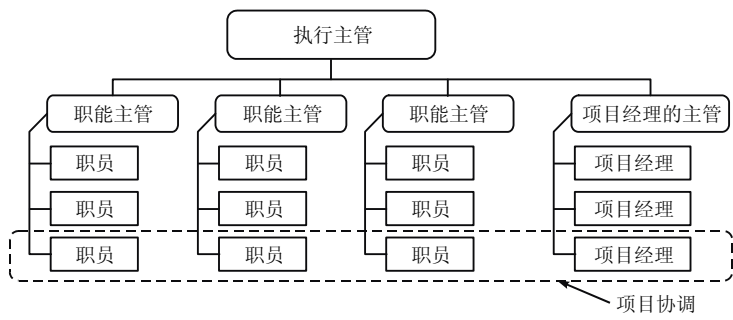 执行主管
职能主管 职能主管 职能主管 项目经理的主管
职员 职员 职员 项目经理
职员 职员 职员 项目经理
职员 职员 职员 项目经理
项目协调